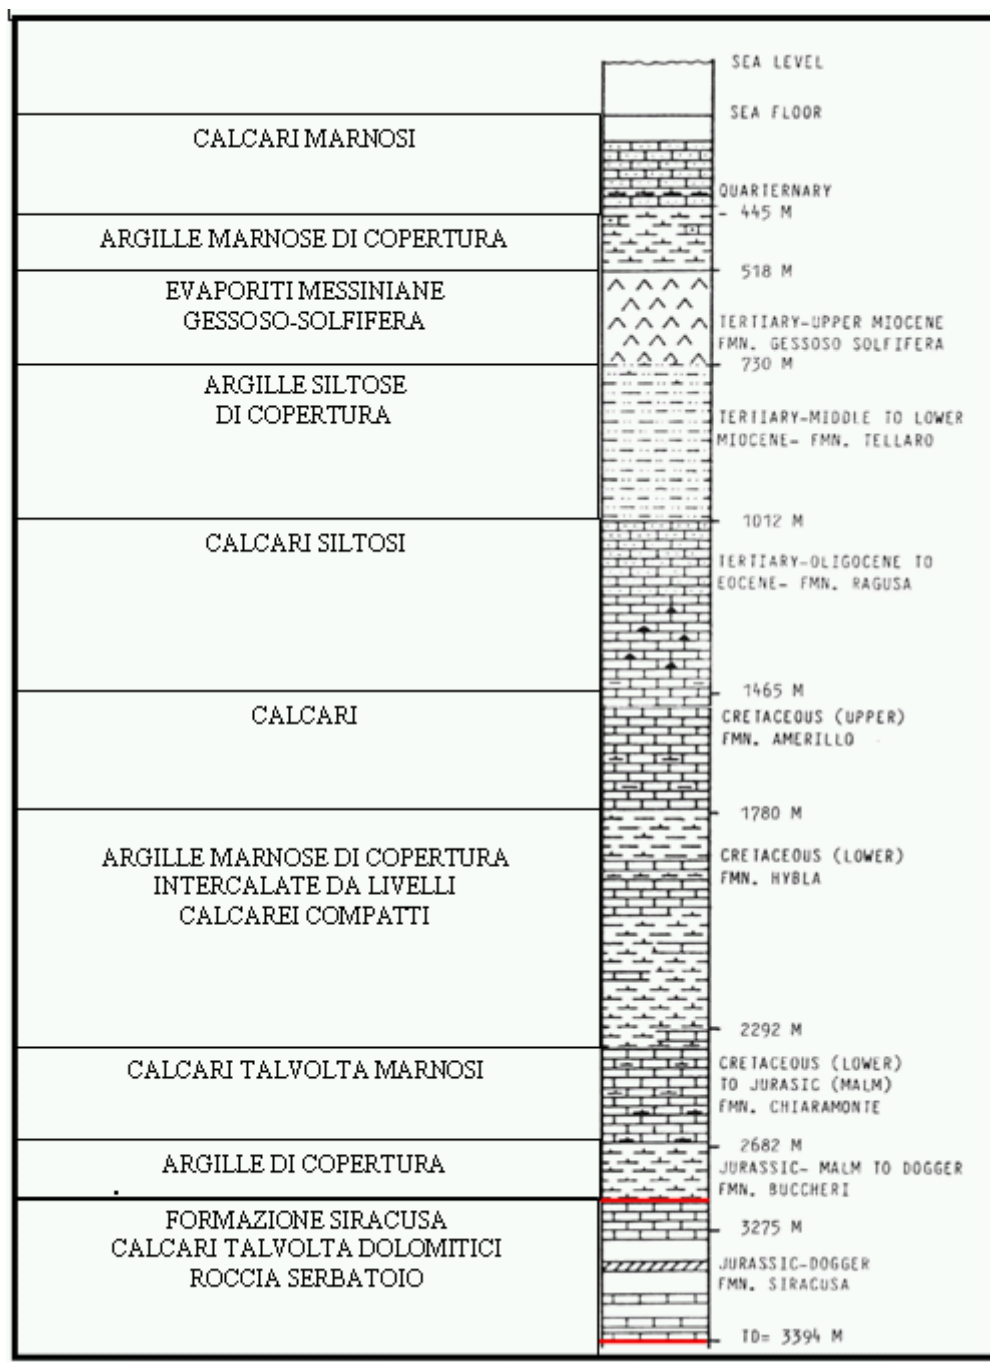 SEA LEVEL
SEA FLOOR
CALCARI MARNOSI
QUARTERNARY
445 M
ARGILLE MARNOSE DI COPERTURA
518 M
EVAPORITI MESSINIANE
GESSOSO-SOLFIFERA
TERTIARY-UPPER MIOCENE
FMN. GESSOSO SOLFIFERA
730 M
ARGILLE SILTOSE
DI COPERTURA
TERTIARY-MIDDLE TO LOWER
MIOCENE- FMN. TELLARO
1012 M
CALCARI SILTOSI
TERTIARY-OLIGOCENE TO
EOCENE- FMN. RAGUSA
1465 M
CALCARI
CRETACEOUS (UPPER)
FMN. AMERILLO
1780 M
ARGILLE MARNOSE DI COPERTURA
INTERCALATE DA LIVELLI
CALCAREI COMPATTI
CRETACEOUS (LOWER)
FMN. HYBLA
2292 M
CALCARI TALVOLTA MARNOSI
CRETACEOUS (LOWER)
TO JURASIC (MALM)
FMN. CHIARAMONTE
2682 M
ARGILLE DI COPERTURA
JURASSIC- MALM TO DOGGER
FMN. BUCCHERI
FORMAZIONE SIRACUSA
CALCARI TALVOLTA DOLOMITICI
ROCCIA SERBATOIO
3275 M
JURASSIC-DOGGER
FMN. SIRACUSA
TD= 3394 M